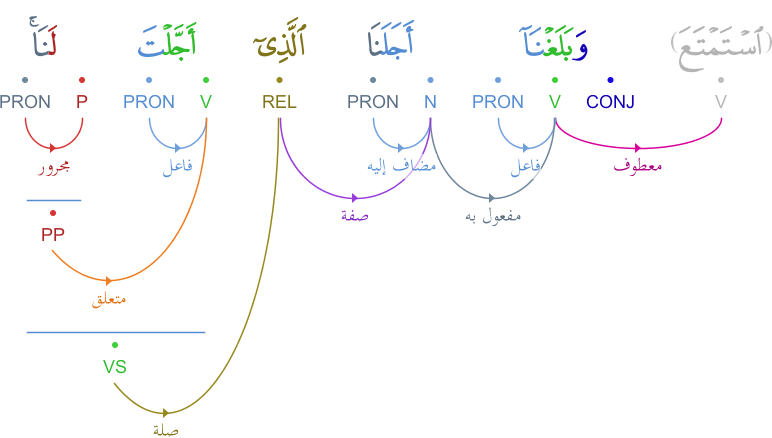 (ٱسْتَمْتَعَ) وَبَلَغْنَآ أَجَلَنَا ٱلَّذِىٓ أَجَّلْتَ لَنَا ۚ
V CONJ V PRON N PRON REL V PRON P PRON
معطوف فاعل مضاف إليه فاعل مجرور
مفعول به صفة
PP
متعلق
VS
صلة